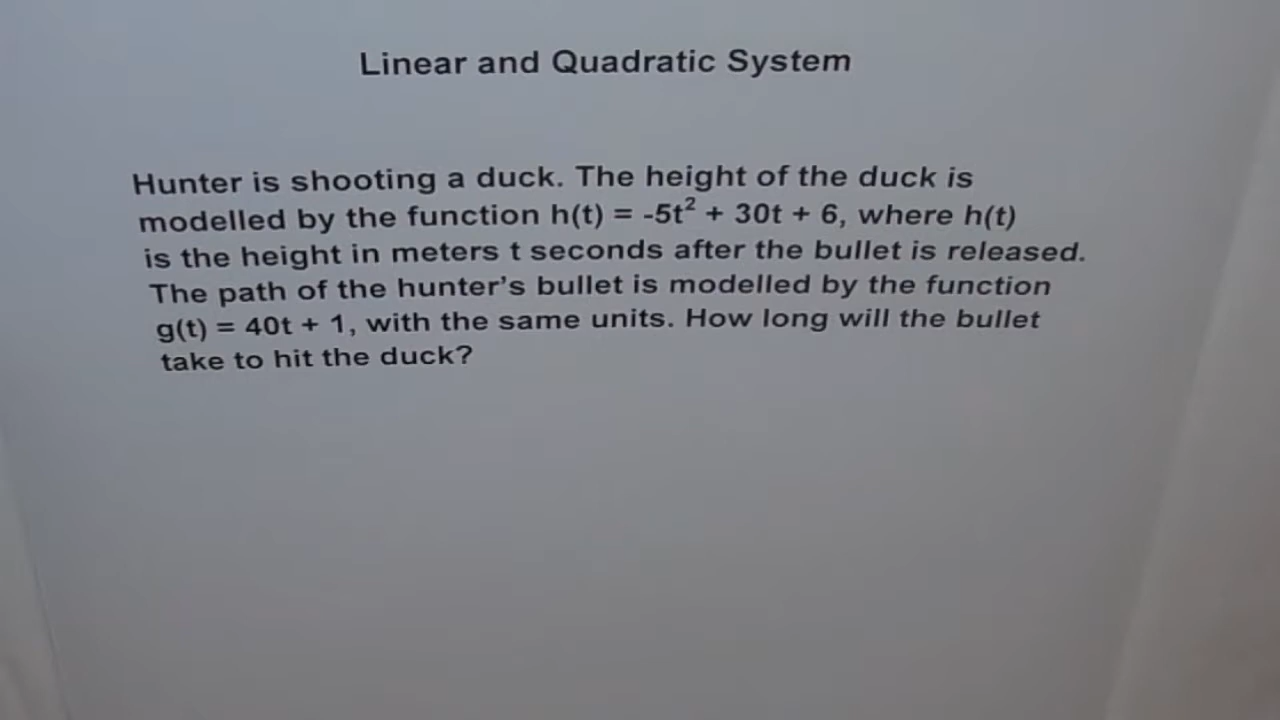 Linear and Quadratic System
Hunter is shooting a duck. The height of the duck is
modelled by the function h(t) = -5t² + 30t + 6, where h(t)
is the height in meters t seconds after the bullet is released.
The path of the hunter's bullet is modelled by the function
g(t) = 40t + 1, with the same units. How long will the bullet
take to hit the duck?